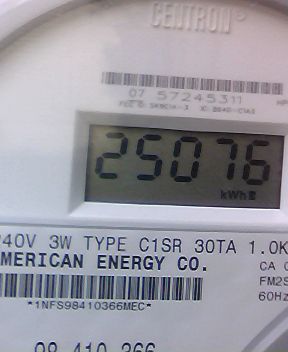 CENTRON®
07 57245311
25076
kWh
240V 3W TYPE C1SR 30TA 1.0K
MERICAN ENERGY CO.
CA 0
FM2S
*1NFS98410366MEC*
60Hz
98 410 366